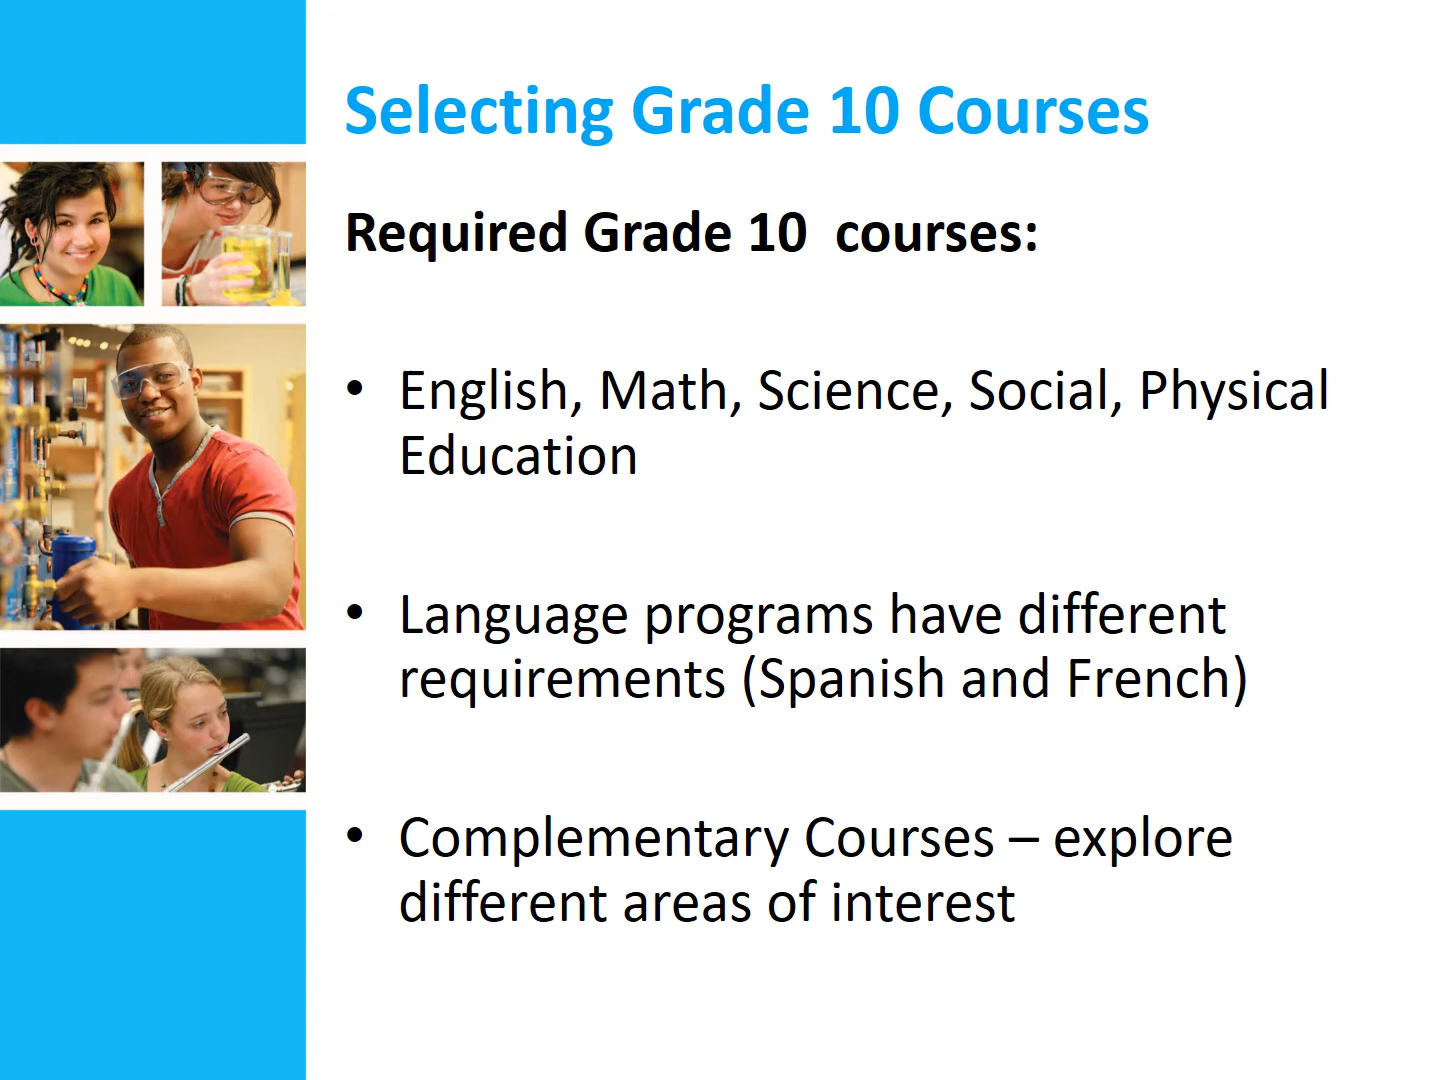 Selecting Grade 10 Courses
Required Grade 10  courses:
• English, Math, Science, Social, Physical
Education
• Language programs have different
requirements (Spanish and French)
• Complementary Courses – explore
different areas of interest